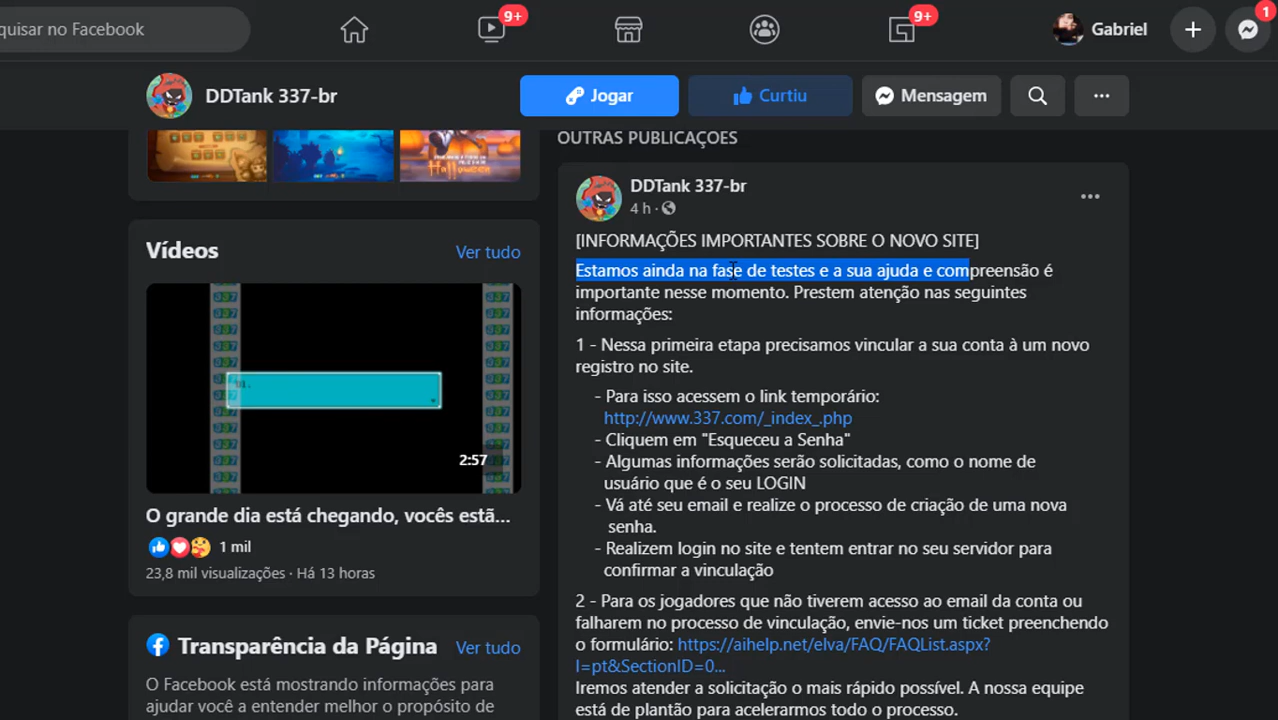 quisar no Facebook
9+
9+
Gabriel
1
DDTank 337-br
Jogar
Curtiu
Mensagem
Vídeos
Ver tudo
2:57
O grande dia está chegando, vocês estã...
1 mil
23,8 mil visualizações · Há 13 horas
Transparência da Página
Ver tudo
O Facebook está mostrando informações para
ajudar você a entender melhor o propósito de
OUTRAS PUBLICAÇÕES
DDTank 337-br
4 h ·
[INFORMAÇÕES IMPORTANTES SOBRE O NOVO SITE]
Estamos ainda na fase de testes e a sua ajuda e compreensão é
importante nesse momento. Prestem atenção nas seguintes
informações:
1 - Nessa primeira etapa precisamos vincular a sua conta à um novo
registro no site.
- Para isso acessem o link temporário:
http://www.337.com/_index_.php
- Cliquem em "Esqueceu a Senha"
- Algumas informações serão solicitadas, como o nome de
usuário que é o seu LOGIN
- Vá até seu email e realize o processo de criação de uma nova
senha.
- Realizem login no site e tentem entrar no seu servidor para
confirmar a vinculação
2 - Para os jogadores que não tiverem acesso ao email da conta ou
falharem no processo de vinculação, envie-nos um ticket preenchendo
o formulário: https://aihelp.net/elva/FAQ/FAQList.aspx?
l=pt&SectionID=0...
Iremos atender a solicitação o mais rápido possível. A nossa equipe
está de plantão para acelerarmos todo o processo.